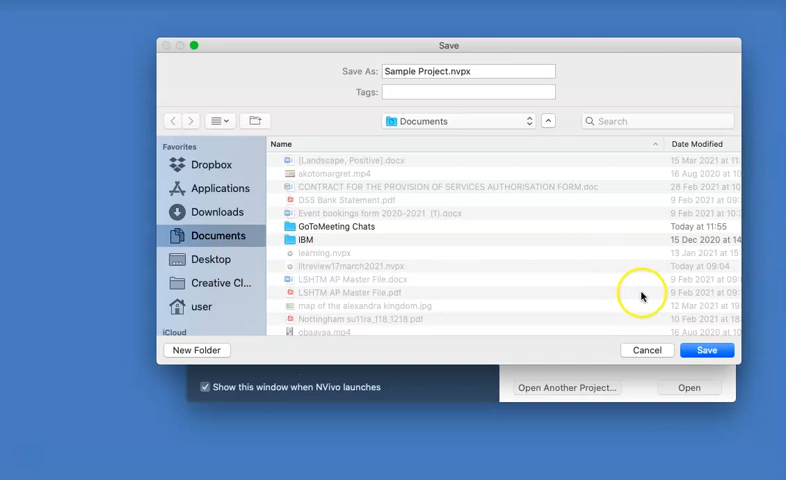 Save
Save As: Sample Project.nvpx
Tags:
Documents
Search
Favorites
Dropbox
Applications
Downloads
Documents
Desktop
Creative Cl...
user
iCloud
Name Date Modified
[Landscape, Positive].docx 15 Mar 2021 at 11:
akotomargret.mp4 16 Aug 2020 at
CONTRACT FOR THE PROVISION OF SERVICES AUTHORISATION FORM.doc 28 Feb 2021 at
DSS Bank Statement.pdf 9 Feb 2021 at 09:
Event bookings form 2020-2021. (1).docx 9 Feb 2021 at 10:
GoToMeeting Chats Today at 11:55
IBM 15 Dec 2020 at 14
learning.nvpx 13 Jan 2021 at 15
litreview17march2021.nvpx Today at 09:04
LSHTM AP Master File.docx 9 Feb 2021 at 09:
LSHTM AP Master File.pdf 9 Feb 2021 at 09:
map of the alexandra kingdom.jpg 12 Mar 2021 at 19
Nottingham su11ra_118_1218.pdf 10 Feb 2021 at 18
obaayaa.mp4 16 Aug 2020 at
New Folder Cancel Save
Show this window when NVivo launches
Open Another Project... Open